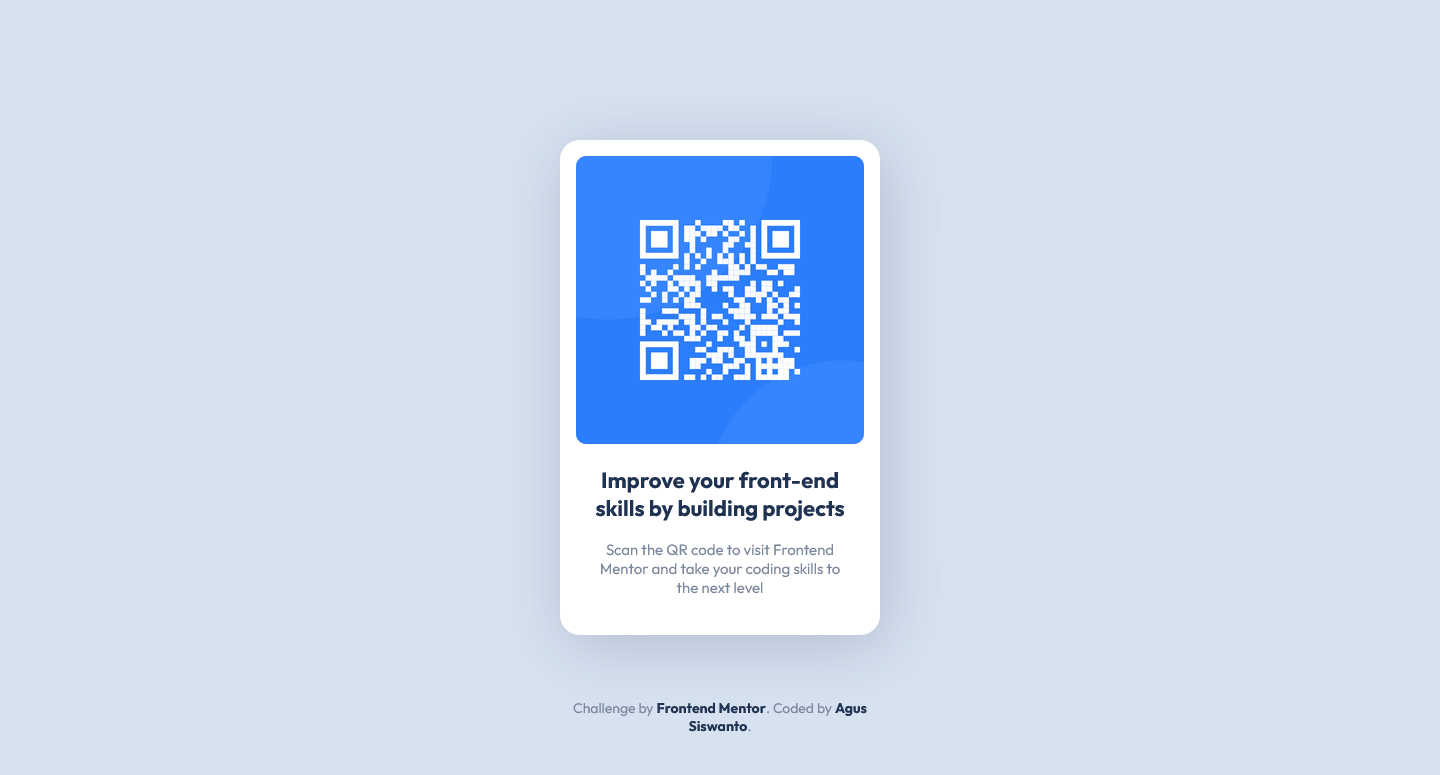 Improve your front-end
skills by building projects
Scan the QR code to visit Frontend
Mentor and take your coding skills to
the next level
Challenge by Frontend Mentor. Coded by Agus
Siswanto.